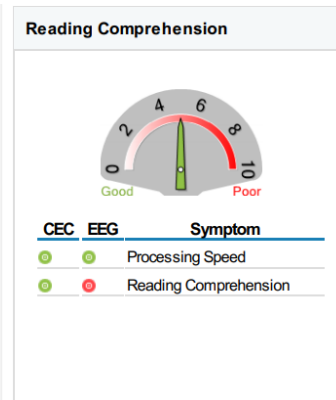 Reading Comprehension
0 2 4 6 8 10
Good Poor
CEC EEG Symptom
Processing Speed
Reading Comprehension